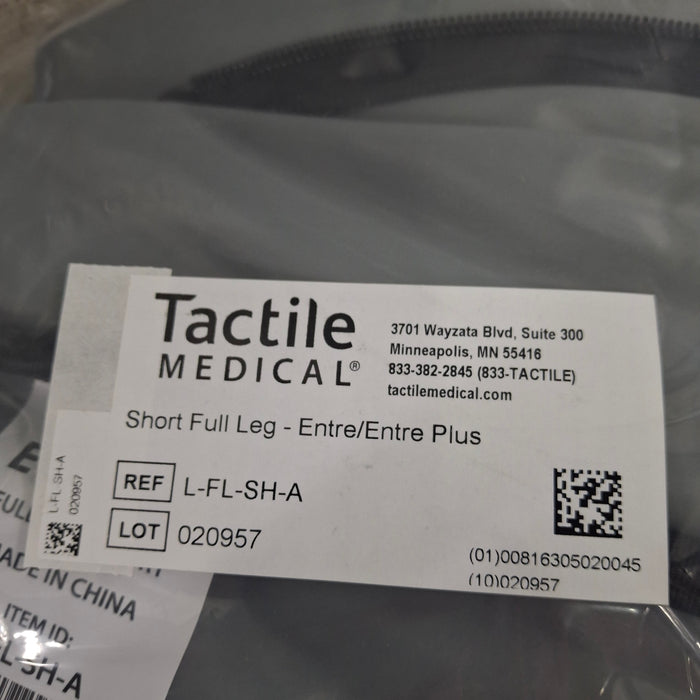 Tactile
MEDICAL®
3701 Wayzata Blvd, Suite 300
Minneapolis, MN 55416
833-382-2845 (833-TACTILE)
tactilemedical.com
Short Full Leg - Entre/Entre Plus
REF L-FL-SH-A
LOT 020957
(01)00816305020045
(10)020957
L-FL SH-A
020957
E
FULL
MADE IN CHINA
ITEM ID:
L-SH-A